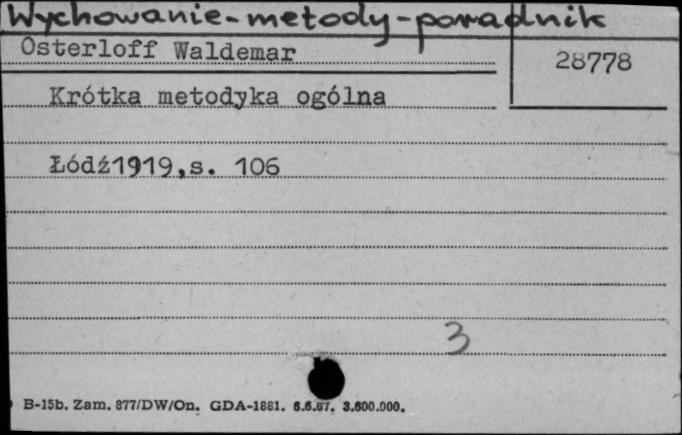 Wychowanie-metody-poradnik
Osterloff Waldemar
28778
Krótka metodyka ogólna
Łódź1919,s. 106
3
B-15b. Zam. 877/DW/On. GDA-1881. 6.6.67. 3.600.000.